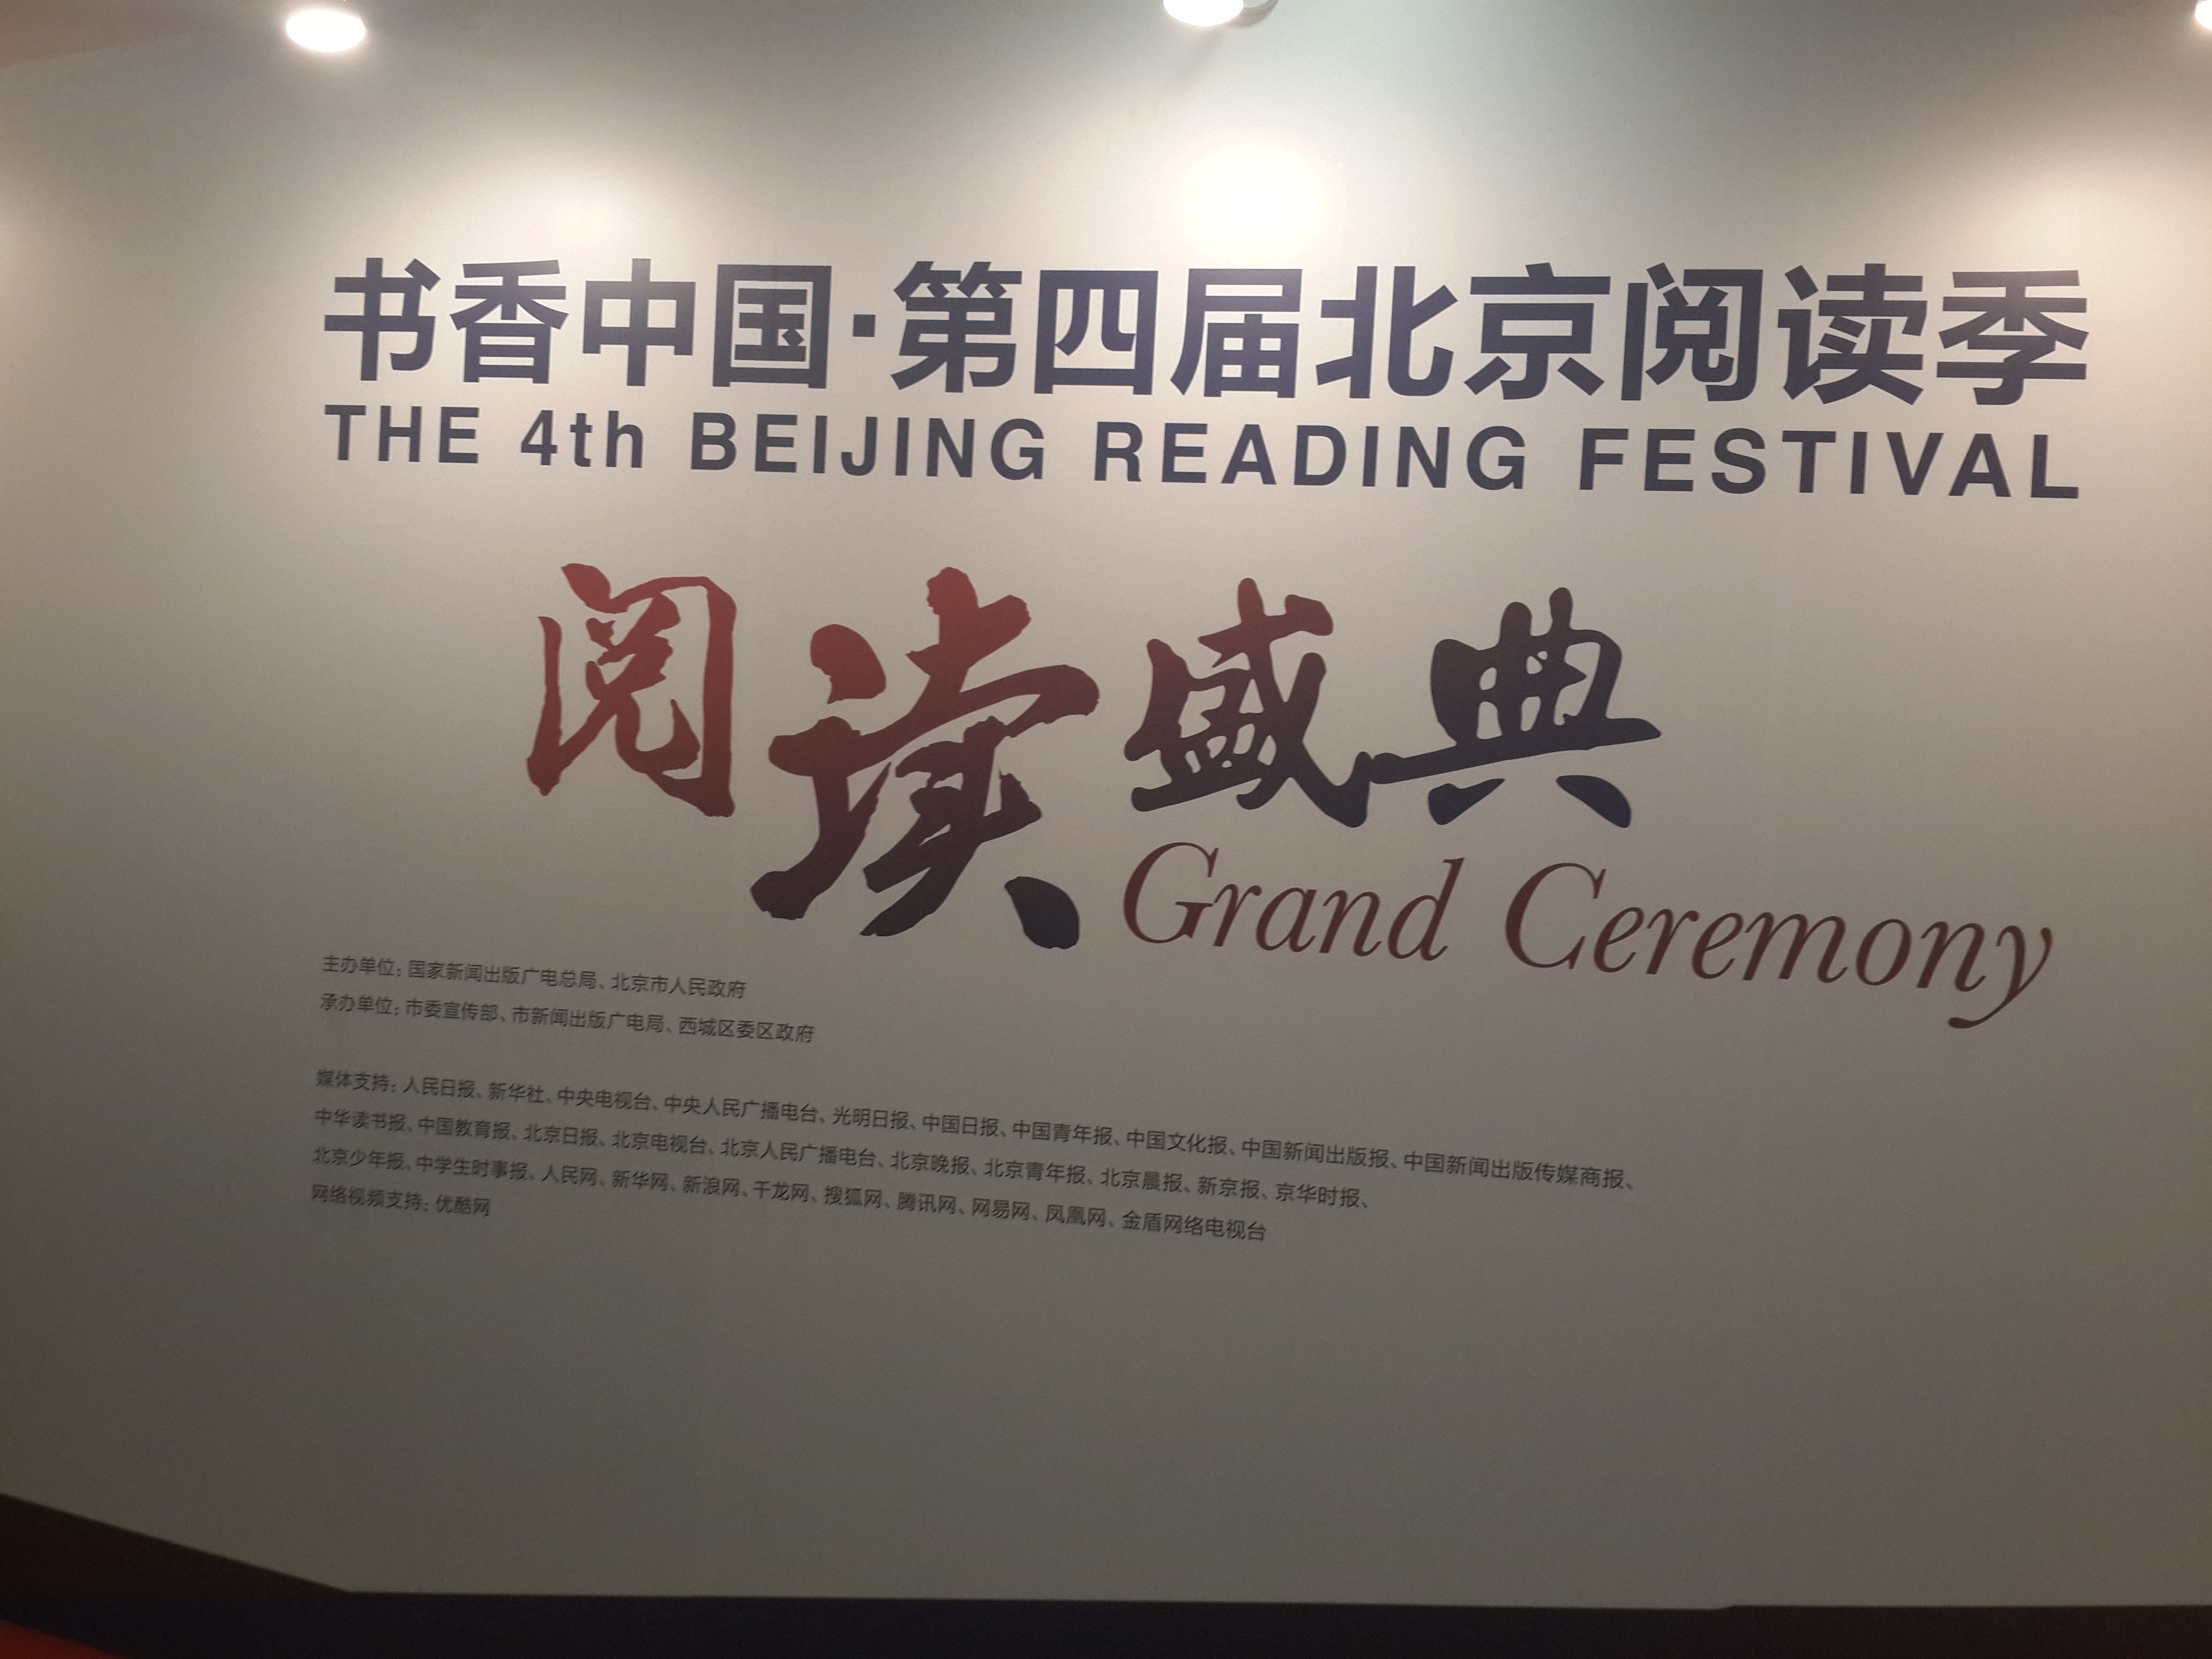 书香中国·第四届北京阅读季
THE 4th BEIJING READING FESTIVAL
阅读盛典
Grand Ceremony
主办单位：国家新闻出版广电总局、北京市人民政府
承办单位：市委宣传部、市新闻出版广电局、西城区委区政府
媒体支持：人民日报、新华社、中央电视台、中央人民广播电台、光明日报、中国日报、中国青年报、中国文化报、中国新闻出版报、中国新闻出版传媒商报、
中华读书报、中国教育报、北京日报、北京电视台、北京人民广播电台、北京晚报、北京青年报、北京晨报、新京报、京华时报、
北京少年报、中学生时事报、人民网、新华网、新浪网、千龙网、搜狐网、腾讯网、网易网、凤凰网、金盾网络电视台
网络视频支持：优酷网